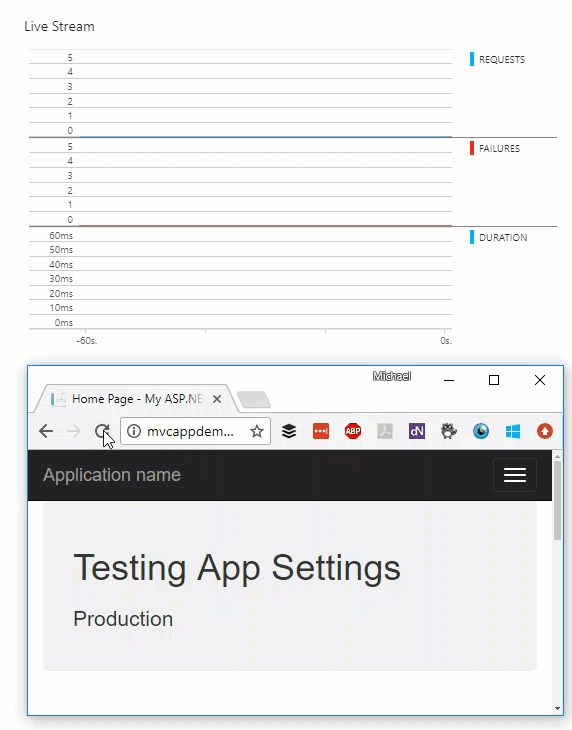 Live Stream
5
4
3
2
1
0
REQUESTS
5
4
3
2
1
0
FAILURES
60ms
50ms
40ms
30ms
20ms
10ms
0ms
DURATION
-60s.
0s.
Michael
Home Page - My ASP.NE
mvcappdem...
ABP
dN
Application name
Testing App Settings
Production